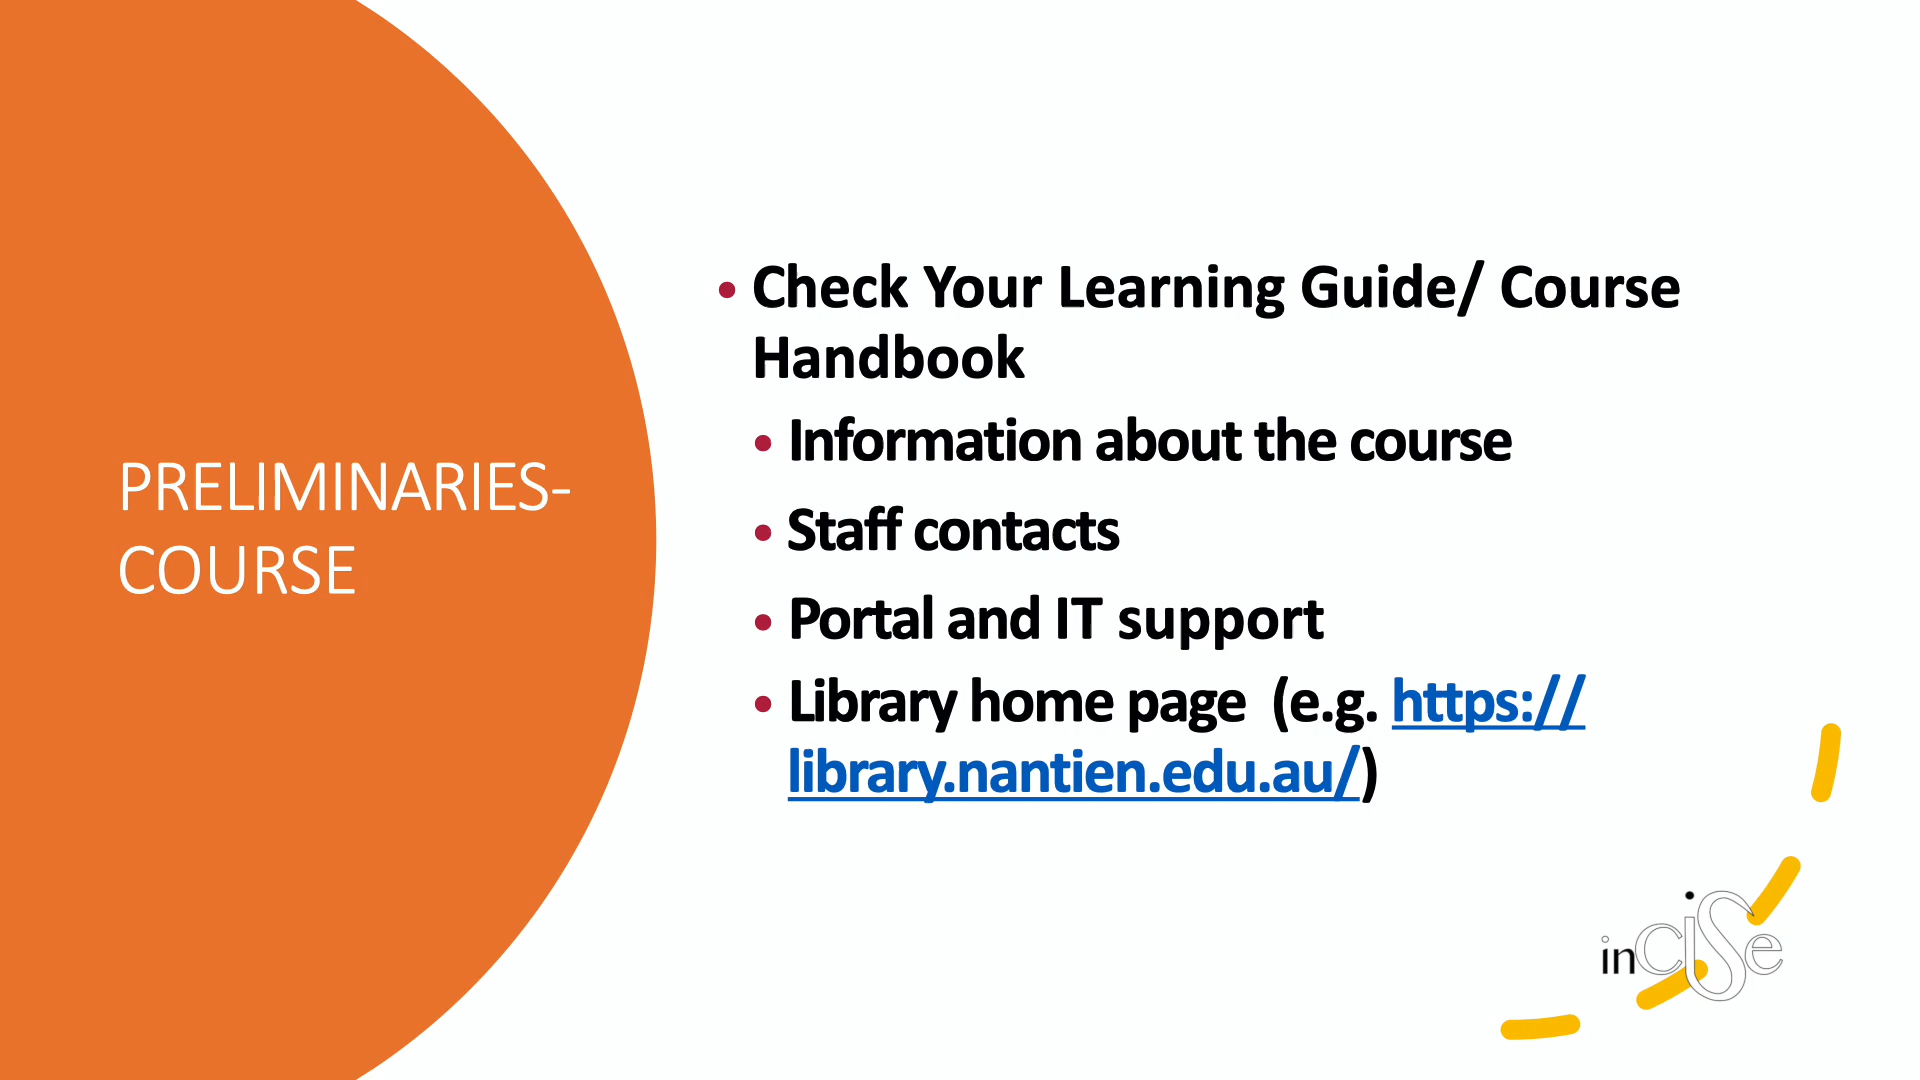 PRELIMINARIES-
COURSE
• Check Your Learning Guide/ Course
Handbook
• Information about the course
• Staff contacts
• Portal and IT support
• Library home page (e.g. https://
library.nantien.edu.au/)
inCiSe